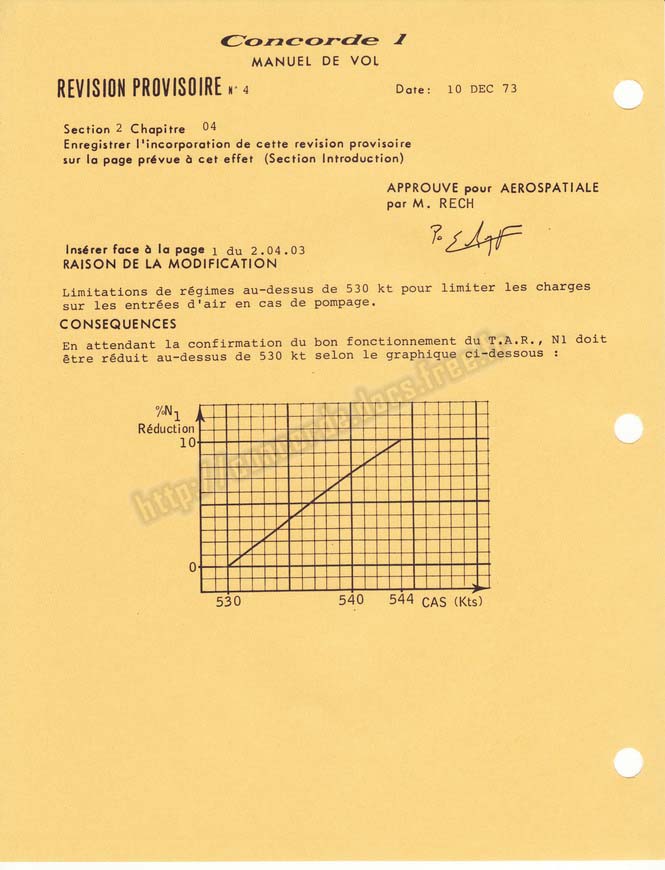 Concorde 1
MANUEL DE VOL
REVISION PROVISOIRE N° 4 Date: 10 DEC 73
Section 2 Chapitre 04
Enregistrer l'incorporation de cette revision provisoire
sur la page prévue à cet effet (Section Introduction)
APPROUVE pour AEROSPATIALE
par M. RECH
Po
Insérer face à la page 1 du 2.04.03
RAISON DE LA MODIFICATION
Limitations de régimes au-dessus de 530 kt pour limiter les charges
sur les entrées d'air en cas de pompage.
CONSEQUENCES
En attendant la confirmation du bon fonctionnement du T.A.R., N1 doit
être réduit au-dessus de 530 kt selon le graphique ci-dessous :
%N1
Réduction
10
0
530 540 544 CAS (Kts)
http://concorde.docs.free.fr